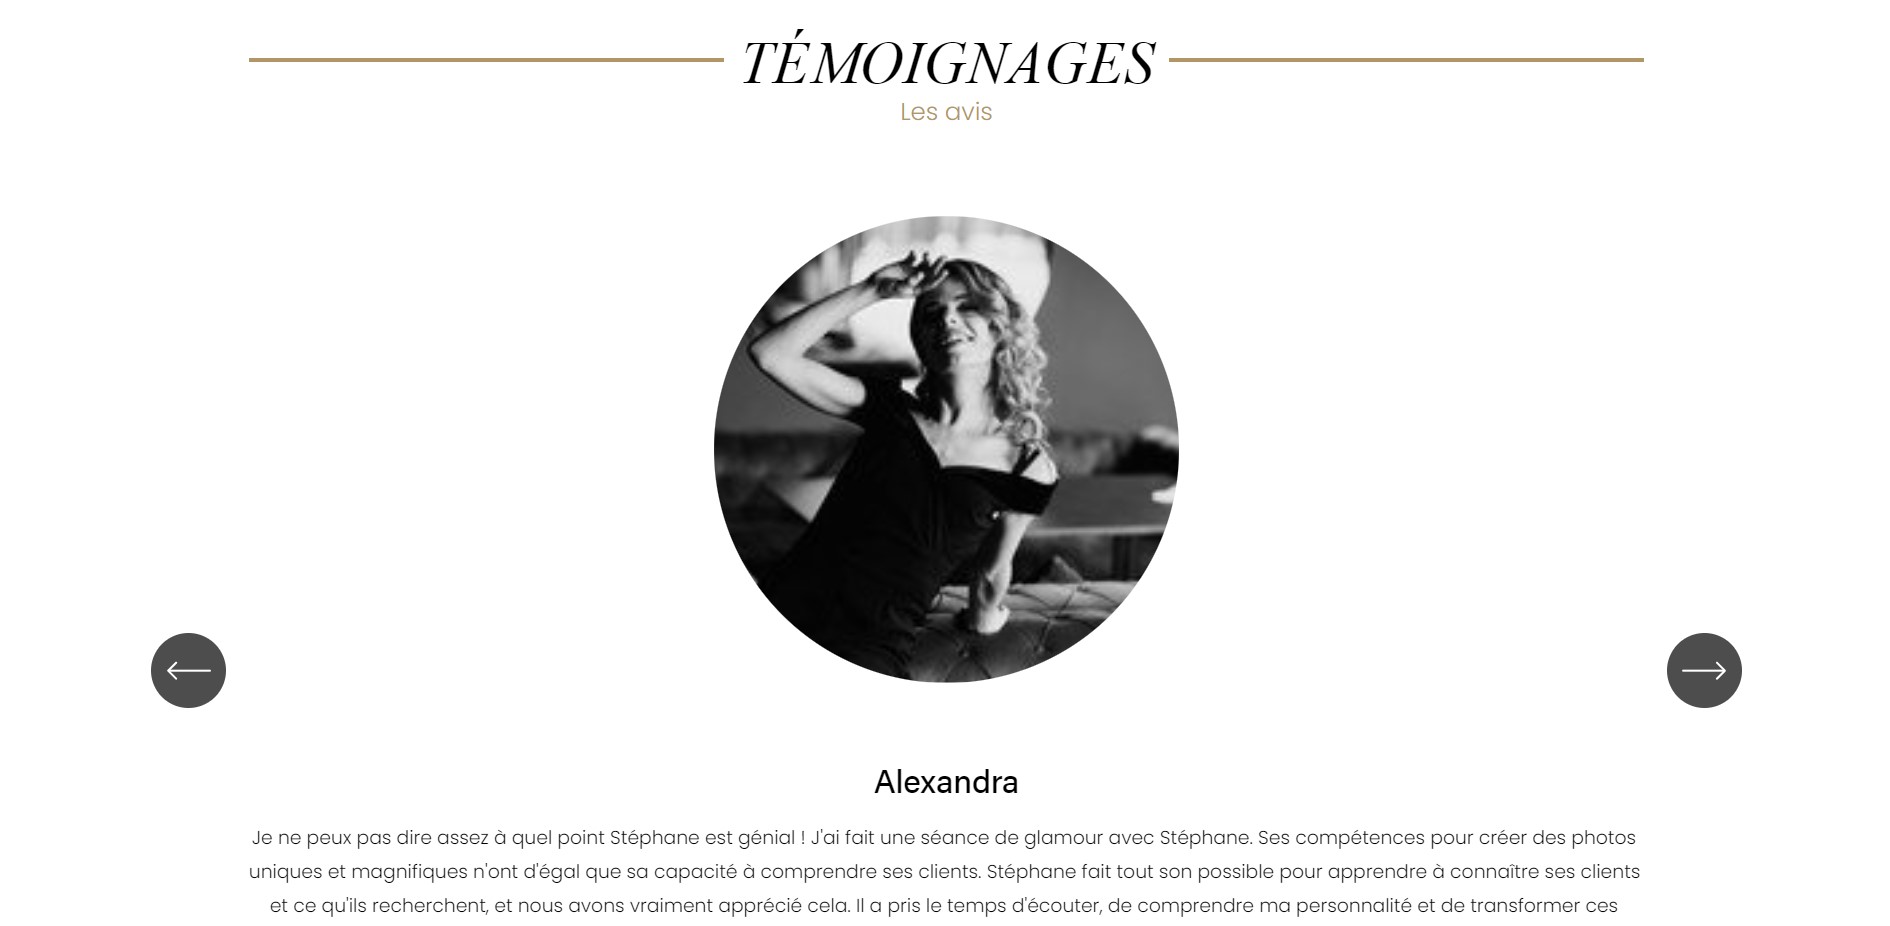 TÉMOIGNAGES
Les avis
Alexandra
Je ne peux pas dire assez à quel point Stéphane est génial ! J'ai fait une séance de glamour avec Stéphane. Ses compétences pour créer des photos
uniques et magnifiques n'ont d'égal que sa capacité à comprendre ses clients. Stéphane fait tout son possible pour apprendre à connaître ses clients
et ce qu'ils recherchent, et nous avons vraiment apprécié cela. Il a pris le temps d'écouter, de comprendre ma personnalité et de transformer ces